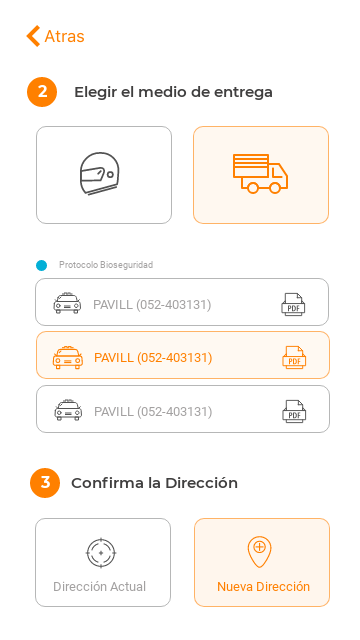 Atras
2 Elegir el medio de entrega
Protocolo Bioseguridad
PAVILL (052-403131) PDF
PAVILL (052-403131) PDF
PAVILL (052-403131) PDF
3 Confirma la Dirección
Dirección Actual Nueva Dirección